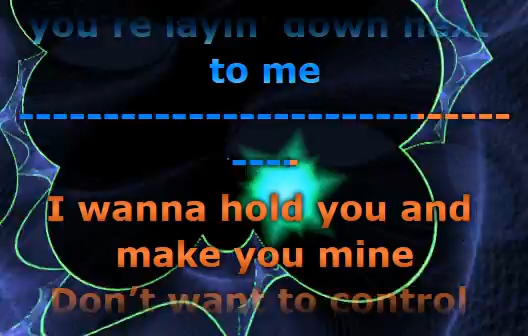 you're layin' down next
to me
-----------------------------
----
I wanna hold you and
make you mine
Don't want to control